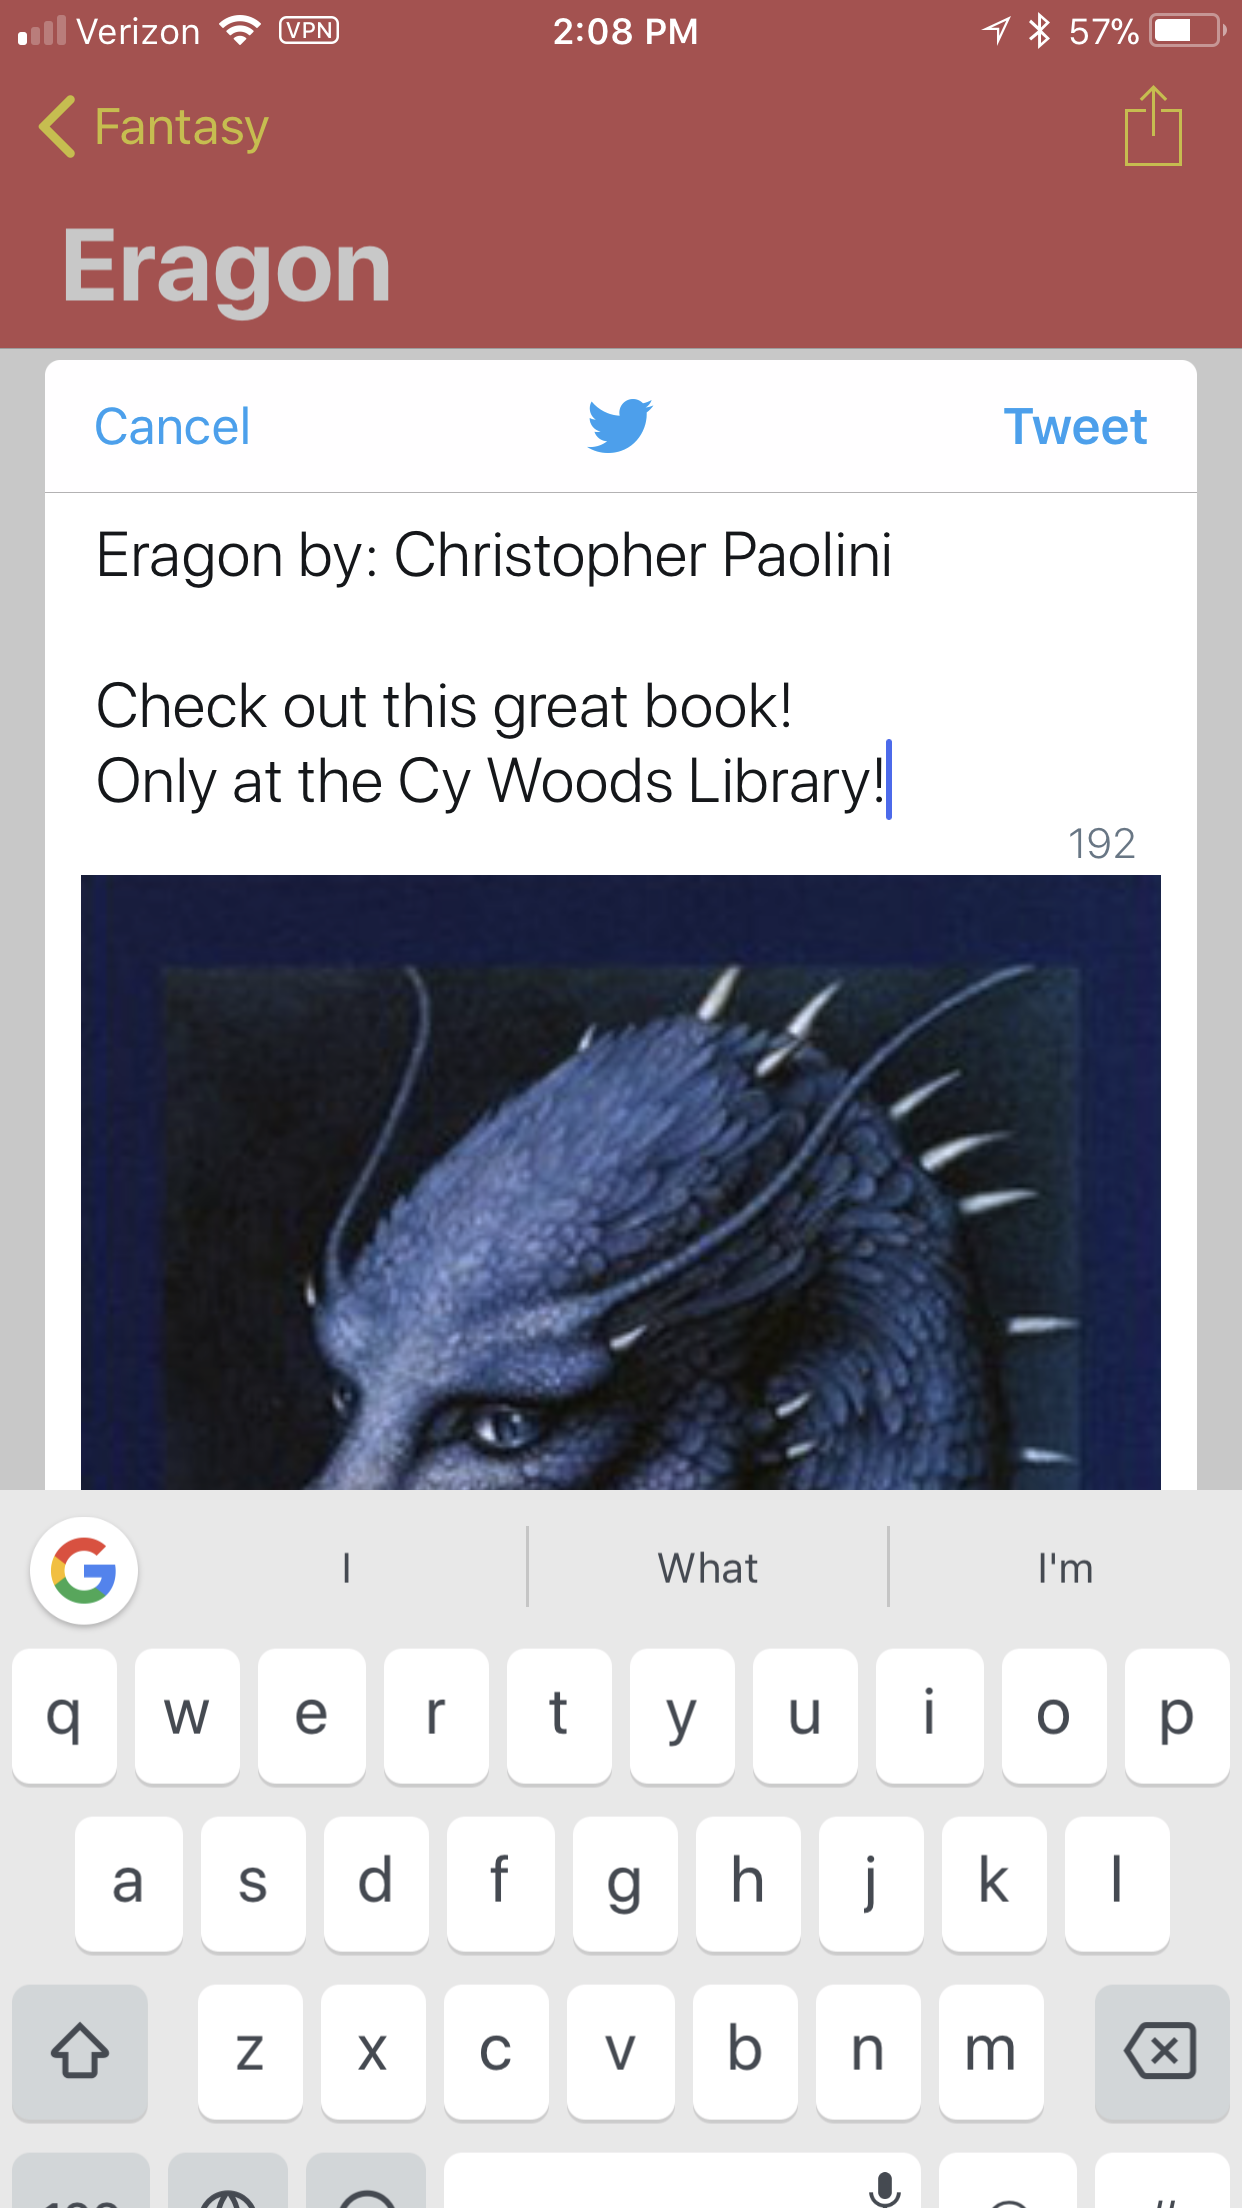 Verizon VPN 2:08 PM 57%
Fantasy
Eragon
Cancel Tweet
Eragon by: Christopher Paolini
Check out this great book!
Only at the Cy Woods Library!
192
G I What I'm
q w e r t y u i o p
a s d f g h j k l
z x c v b n m